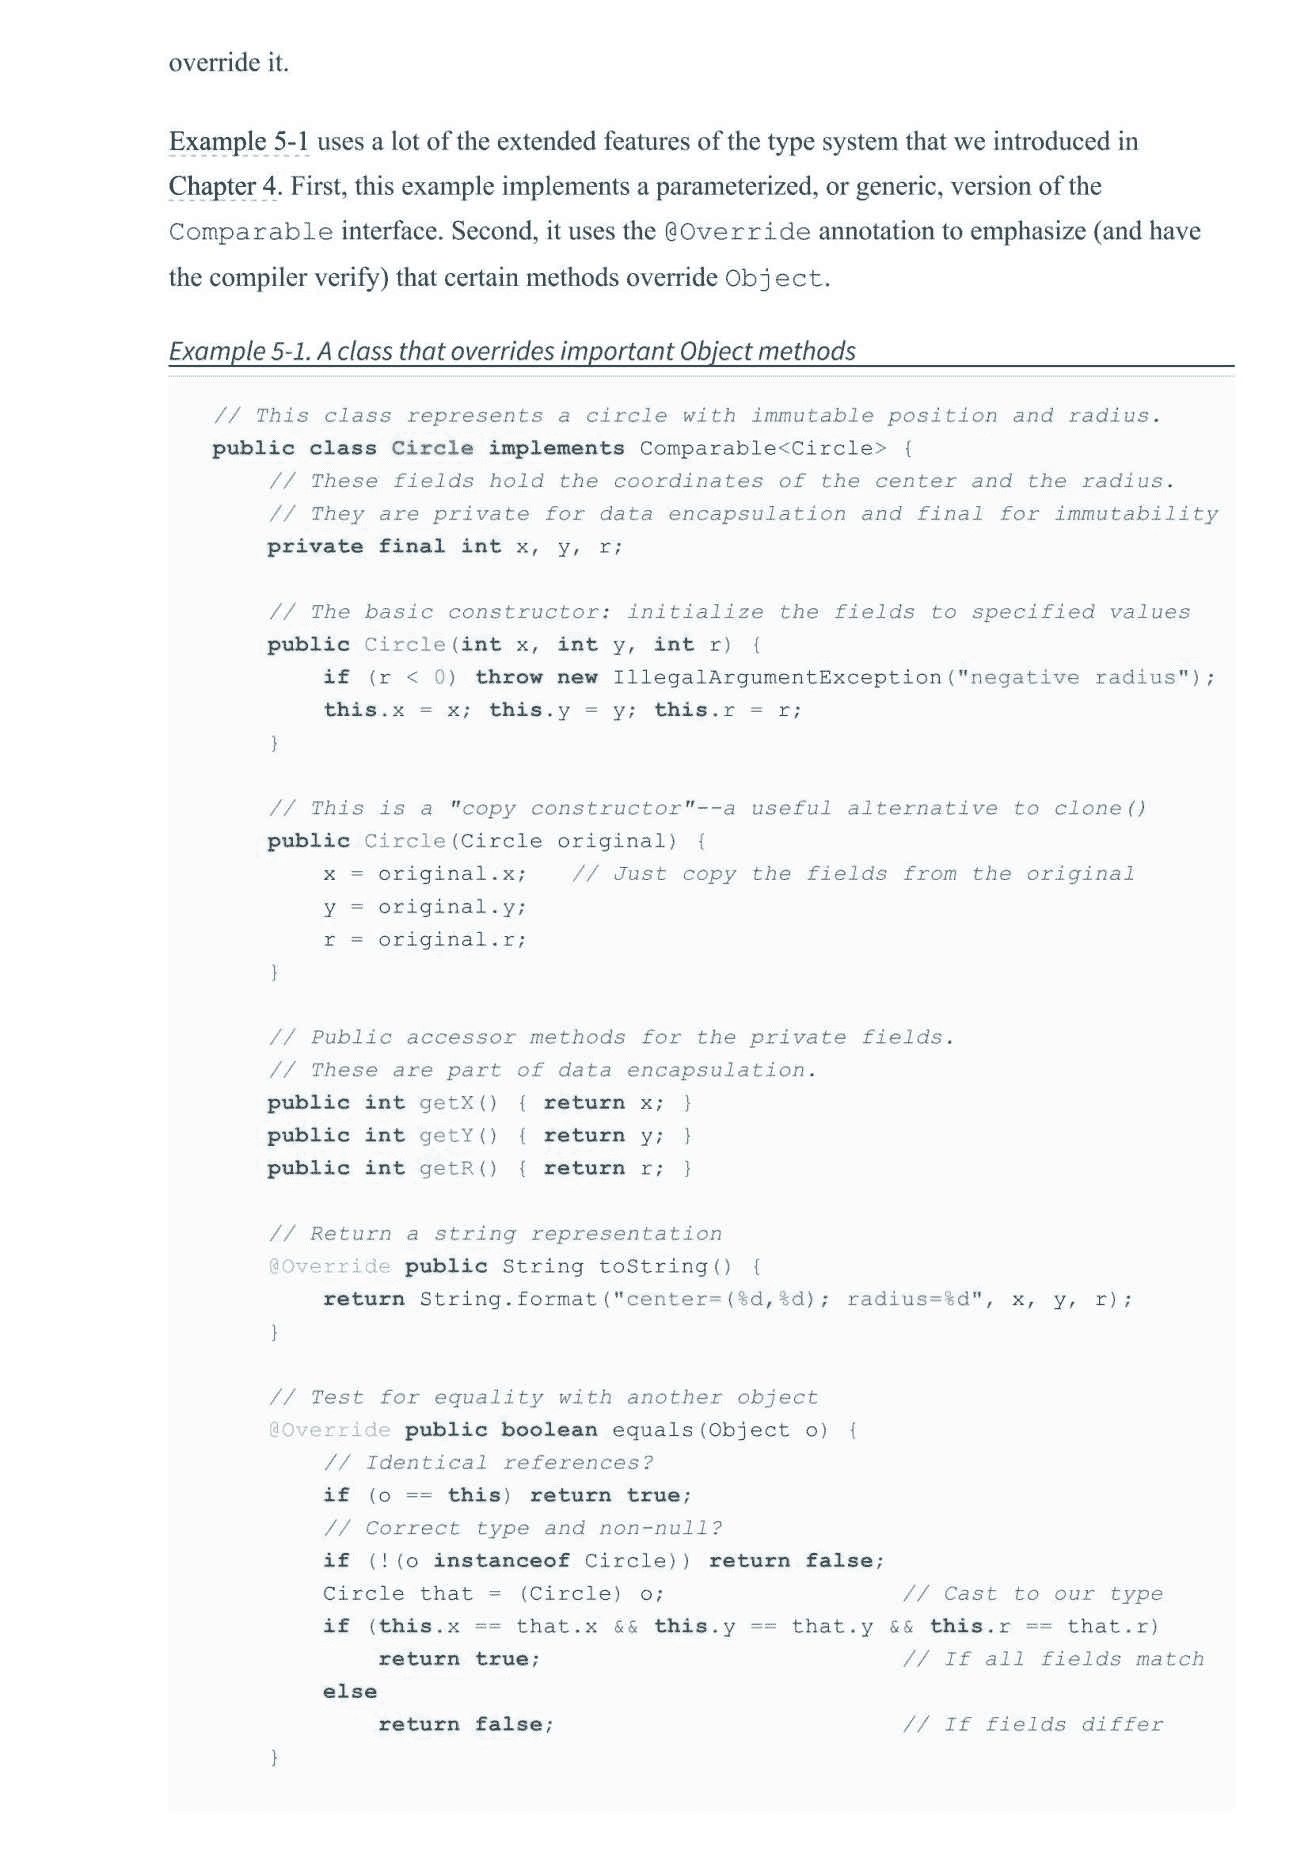 override it.
Example 5-1 uses a lot of the extended features of the type system that we introduced in
Chapter 4. First, this example implements a parameterized, or generic, version of the
Comparable interface. Second, it uses the @Override annotation to emphasize (and have
the compiler verify) that certain methods override Object.
Example 5-1. A class that overrides important Object methods
// This class represents a circle with immutable position and radius.
public class Circle implements Comparable<Circle> {
    // These fields hold the coordinates of the center and the radius.
    // They are private for data encapsulation and final for immutability
    private final int x, y, r;
    // The basic constructor: initialize the fields to specified values
    public Circle(int x, int y, int r) {
        if (r < 0) throw new IllegalArgumentException("negative radius");
        this.x = x; this.y = y; this.r = r;
    }
    // This is a "copy constructor"--a useful alternative to clone()
    public Circle(Circle original) {
        x = original.x;   // Just copy the fields from the original
        y = original.y;
        r = original.r;
    }
    // Public accessor methods for the private fields.
    // These are part of data encapsulation.
    public int getX() { return x; }
    public int getY() { return y; }
    public int getR() { return r; }
    // Return a string representation
    @Override public String toString() {
        return String.format("center=(%d,%d); radius=%d", x, y, r);
    }
    // Test for equality with another object
    @Override public boolean equals(Object o) {
        // Identical references?
        if (o == this) return true;
        // Correct type and non-null?
        if (!(o instanceof Circle)) return false;
        Circle that = (Circle) o;                 // Cast to our type
        if (this.x == that.x && this.y == that.y && this.r == that.r)
            return true;                          // If all fields match
        else
            return false;                         // If fields differ
    }